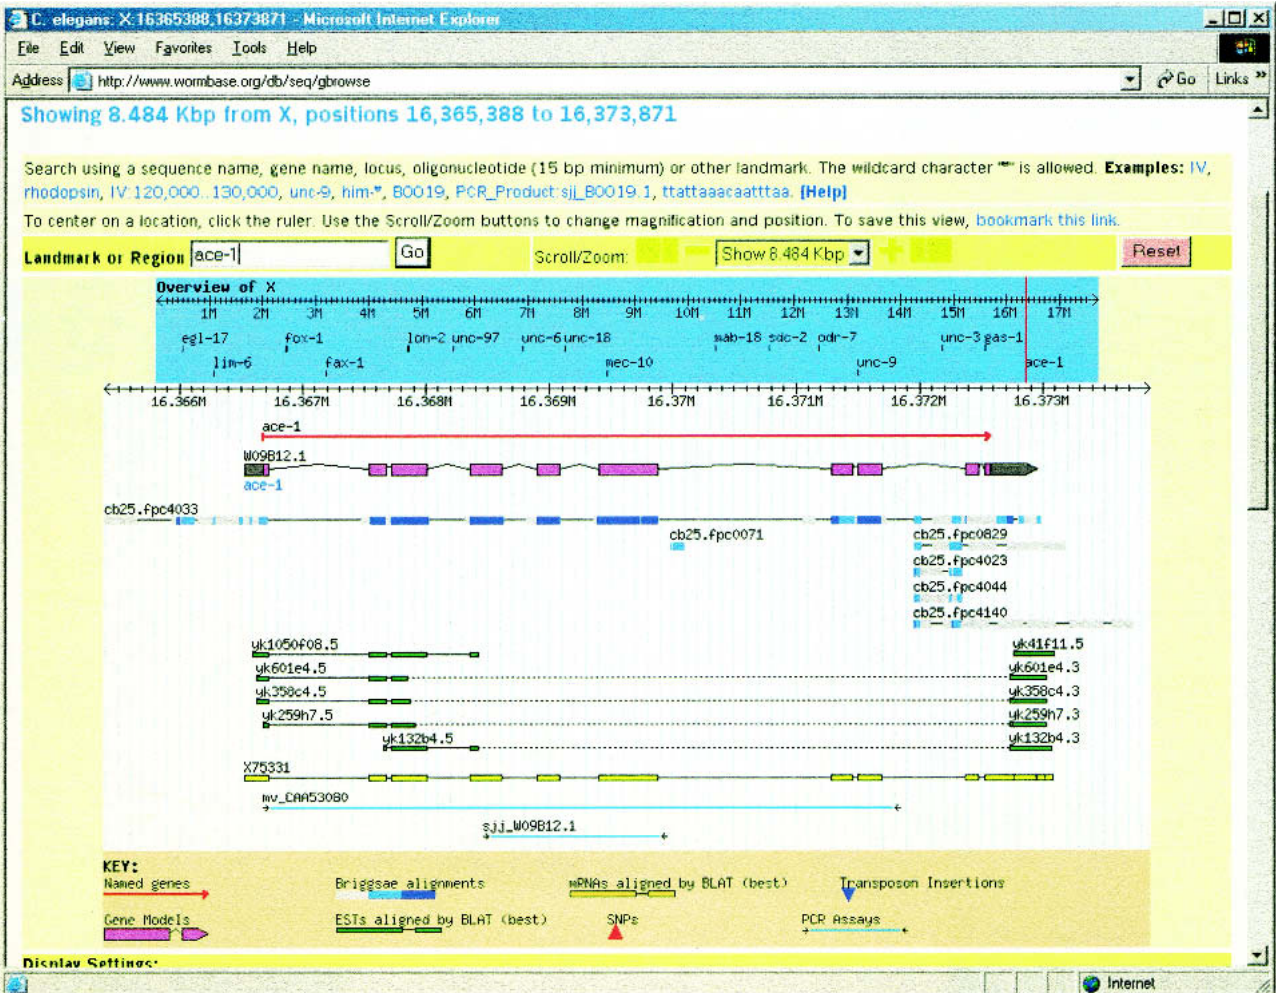 C. elegans: X:16365388,16373871 - Microsoft Internet Explorer
File Edit View Favorites Tools Help
Address http://www.wormbase.org/db/seq/gbrowse Go Links »
Showing 8.484 Kbp from X, positions 16,365,388 to 16,373,871
Search using a sequence name, gene name, locus, oligonucleotide (15 bp minimum) or other landmark. The wildcard character "*" is allowed. Examples: IV,
rhodopsin, IV:120,000..130,000, unc-9, him-*, B0019, PCR_Product:sjj_B0019.1, ttattaaacaatttaa. [Help]
To center on a location, click the ruler. Use the Scroll/Zoom buttons to change magnification and position. To save this view, bookmark this link.
Landmark or Region ace-1 Go Scroll/Zoom: Show 8.484 Kbp Reset
Overview of X
1M 2M 3M 4M 5M 6M 7M 8M 9M 10M 11M 12M 13M 14M 15M 16M 17M
egl-17 fox-1 lon-2 unc-97 unc-6 unc-18 mab-18 sdc-2 odr-7 unc-3 gas-1
lim-6 fax-1 mec-10 unc-9 ace-1
16.366M 16.367M 16.368M 16.369M 16.37M 16.371M 16.372M 16.373M
ace-1
W09B12.1
ace-1
cb25.fpc4033
cb25.fpc0071 cb25.fpc0829
cb25.fpc4023
cb25.fpc4044
cb25.fpc4140
yk1050f08.5 yk41f11.5
yk601e4.5 yk601e4.3
yk358c4.5 yk358c4.3
yk259h7.5 yk259h7.3
yk132b4.5 yk132b4.3
X75331
mv_CAA53080
sjj_W09B12.1
KEY:
Named genes Briggsae alignments mRNAs aligned by BLAT (best) Transposon Insertions
Gene Models ESTs aligned by BLAT (best) SNPs PCR Assays
Display Settings:
Internet